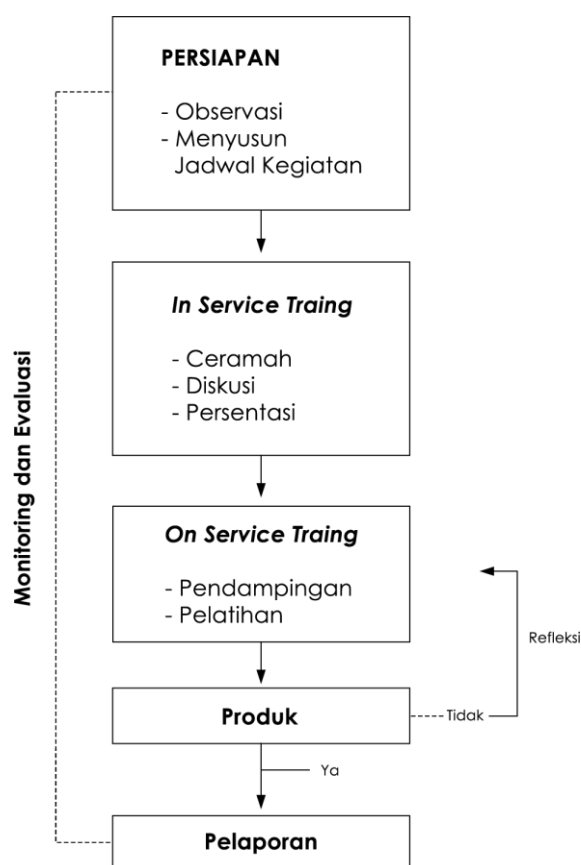 PERSIAPAN
- Observasi
- Menyusun
Jadwal Kegiatan
In Service Traing
- Ceramah
- Diskusi
- Persentasi
Monitoring dan Evaluasi
On Service Traing
- Pendampingan
- Pelatihan
Refleksi
Produk
Tidak
Ya
Pelaporan